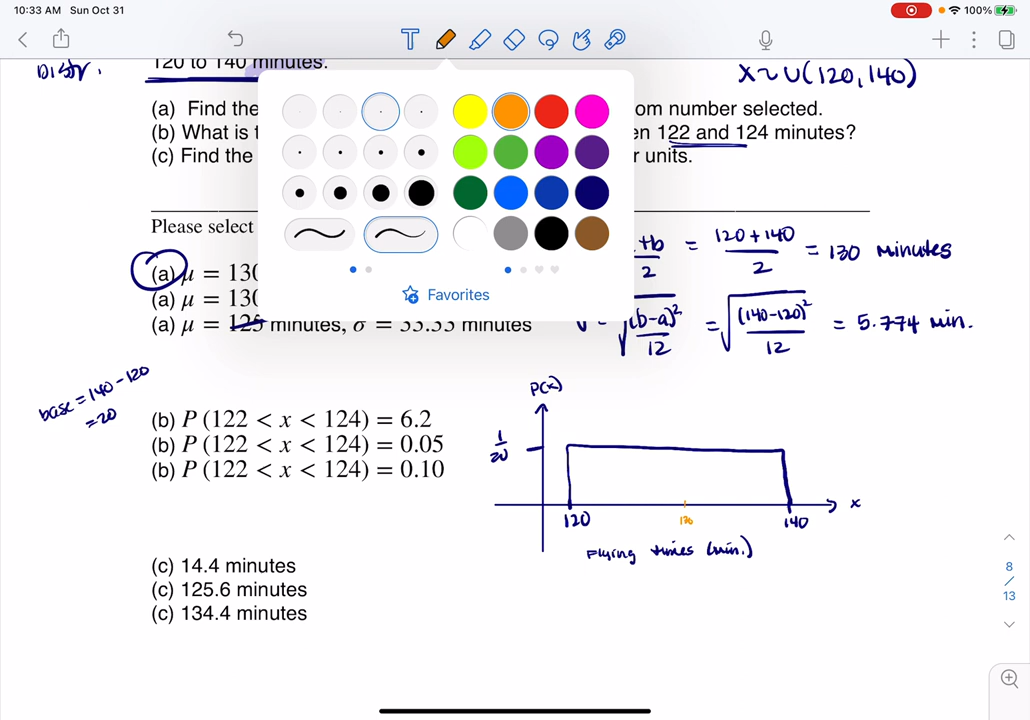 10:33 AM Sun Oct 31
100%
T
Distr.
120 to 140 minutes.
X~U(120,140)
(a) Find the
om number selected.
(b) What is t
en 122 and 124 minutes?
(c) Find the
r units.
Please select
+b/2 = 120+140/2 = 130 minutes
(a) μ = 130
(a) μ = 130
(a) μ = 125 minutes, σ = 33.33 minutes
√(b-a)²/12 = √(140-120)²/12 = 5.774 min.
Favorites
base = 140-120
=20
P(x)
(b) P (122 < x < 124) = 6.2
(b) P (122 < x < 124) = 0.05
(b) P (122 < x < 124) = 0.10
1/20
120
130
140
x
Flying times (min.)
(c) 14.4 minutes
(c) 125.6 minutes
(c) 134.4 minutes
8
/
13